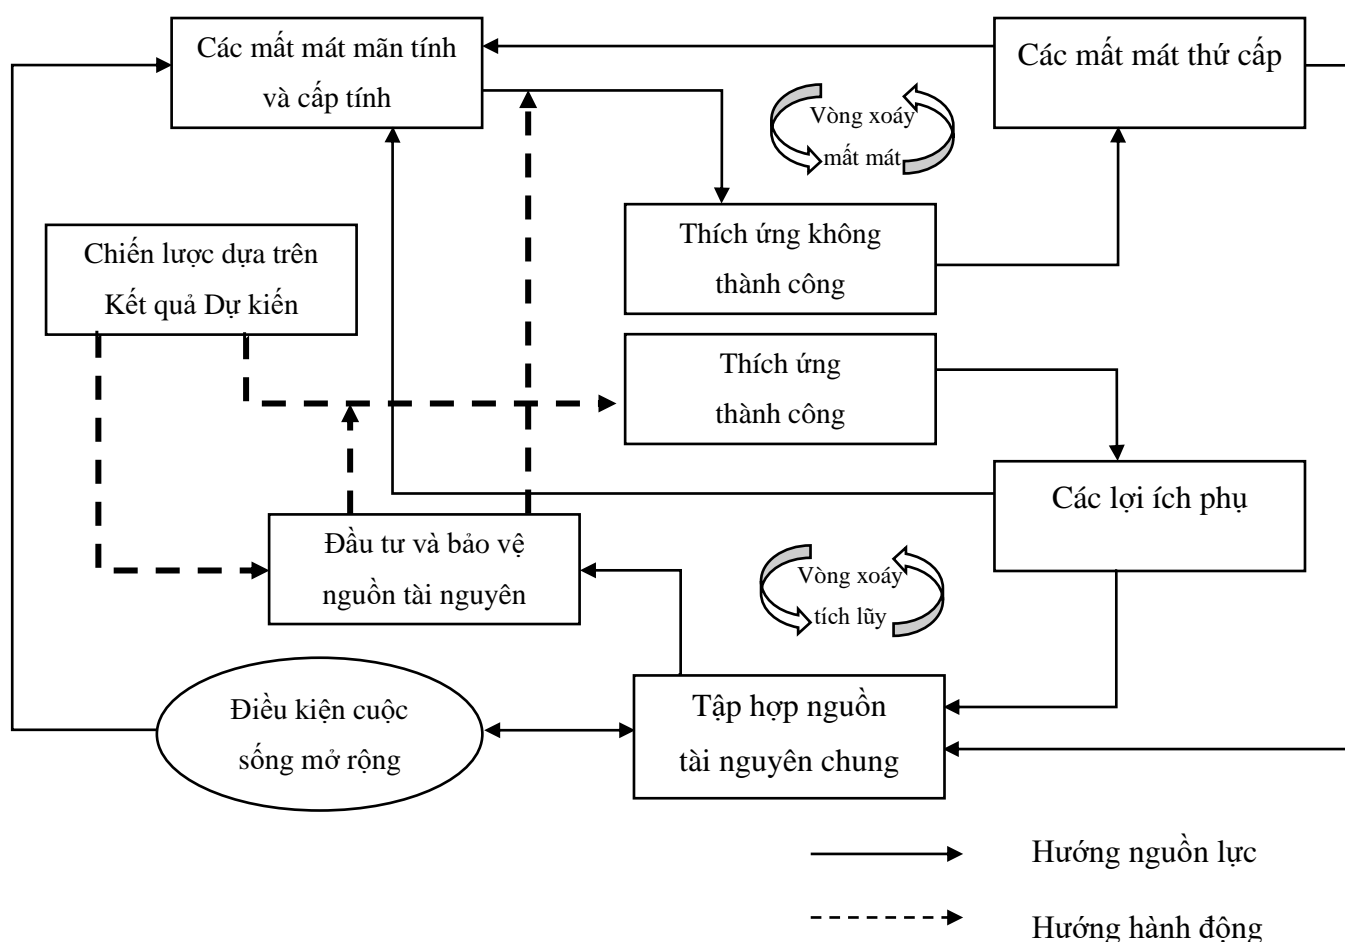 Các mất mát mãn tính
và cấp tính
Các mất mát thứ cấp
Vòng xoáy
mất mát
Chiến lược dựa trên
Kết quả Dự kiến
Thích ứng không
thành công
Thích ứng
thành công
Các lợi ích phụ
Đầu tư và bảo vệ
nguồn tài nguyên
Vòng xoáy
tích lũy
Điều kiện cuộc
sống mở rộng
Tập hợp nguồn
tài nguyên chung
Hướng nguồn lực
Hướng hành động